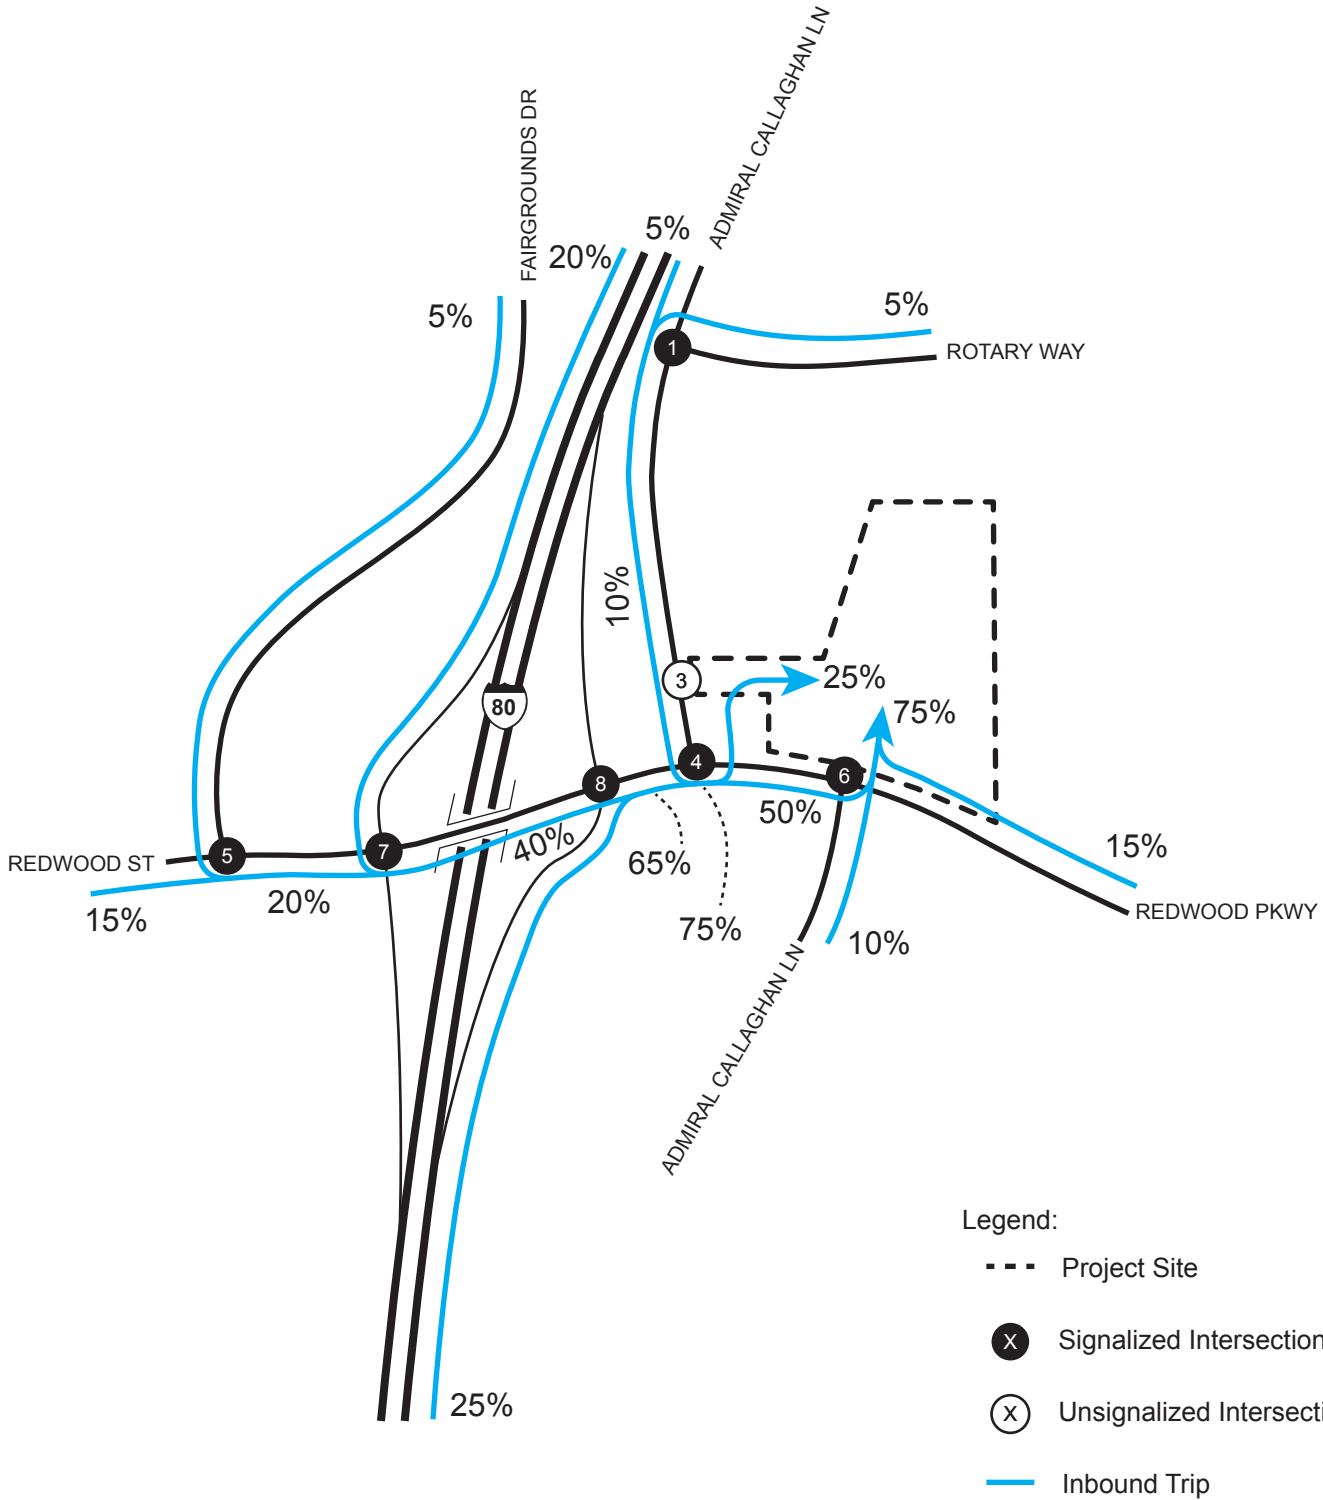 ADMIRAL CALLAGHAN LN
FAIRGROUNDS DR
5%
20%
5%
5%
1
ROTARY WAY
10%
3
25%
80
75%
4
6
8
50%
40%
65%
15%
5
7
REDWOOD ST
20%
15%
75%
10%
REDWOOD PKWY
ADMIRAL CALLAGHAN LN
25%
Legend:
Project Site
X Signalized Intersection
X Unsignalized Intersecti
Inbound Trip